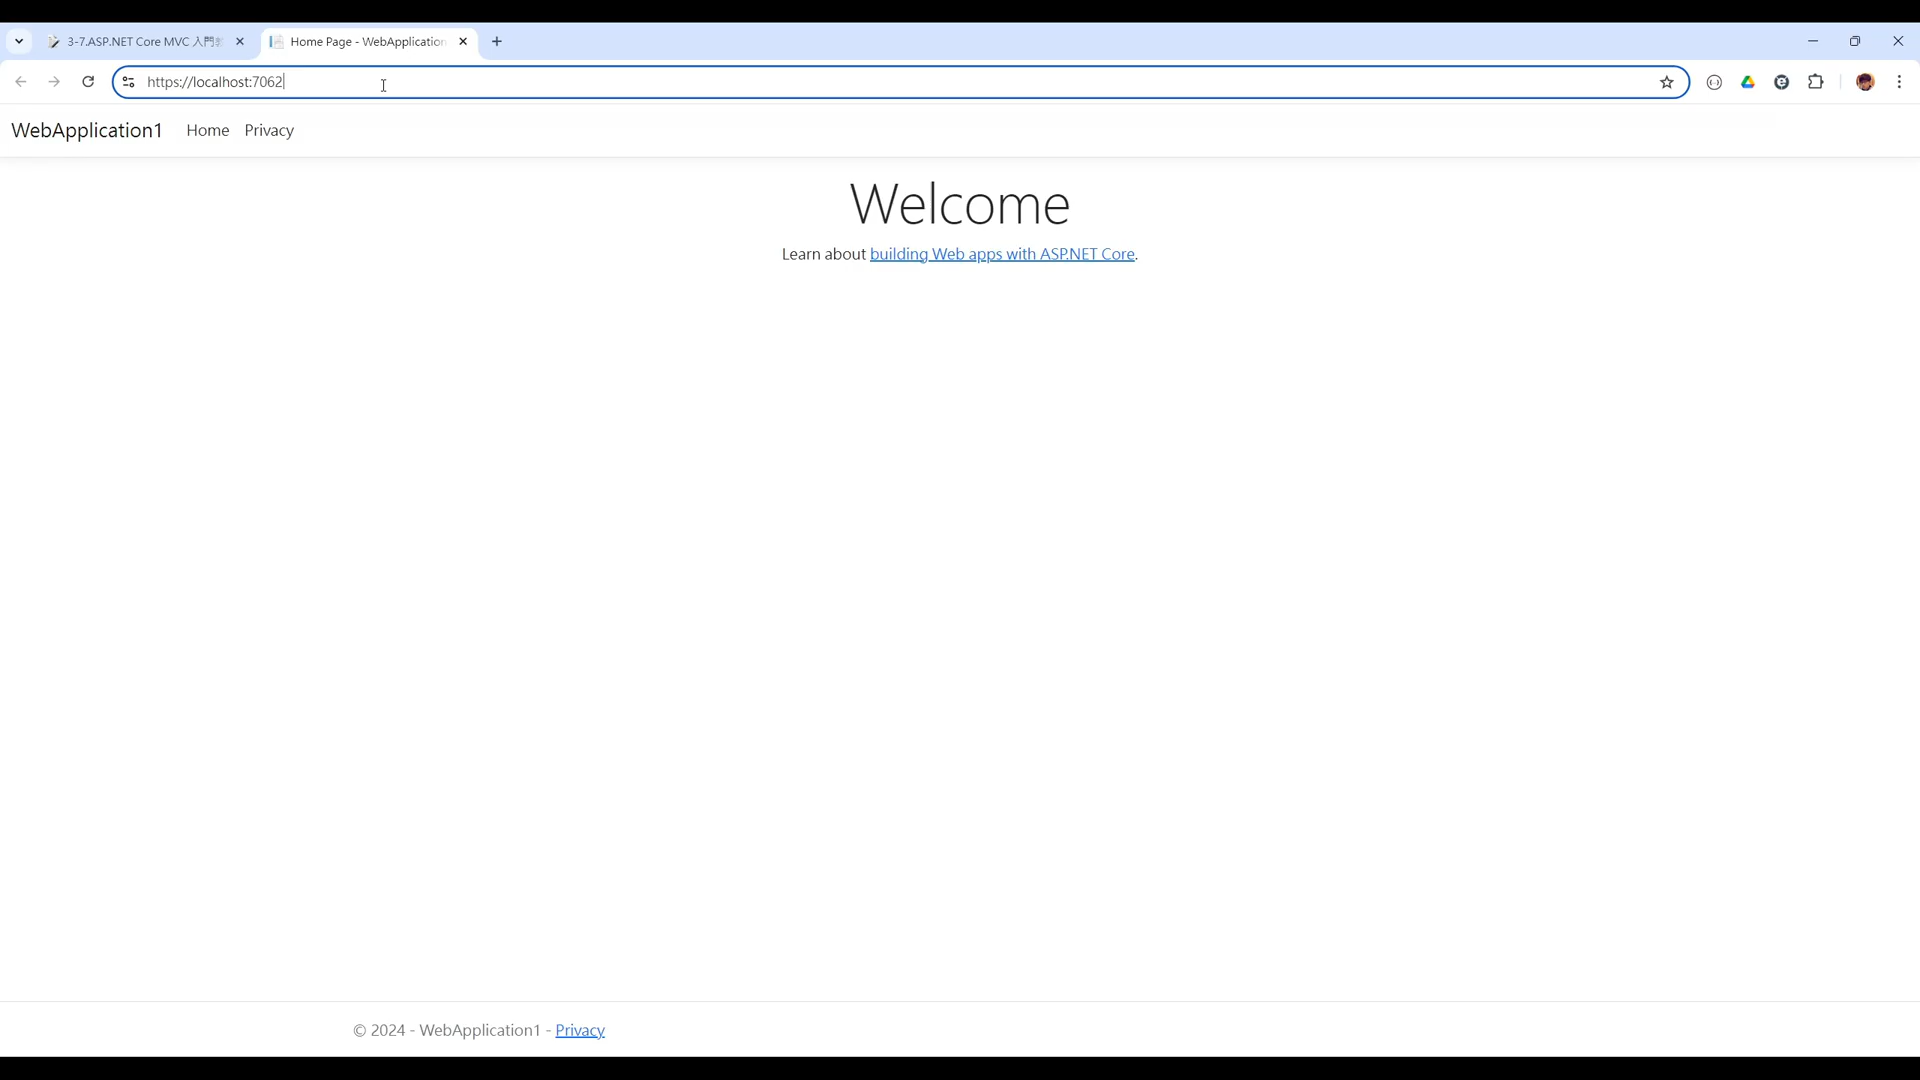 3-7.ASP.NET Core MVC 入門
Home Page - WebApplication
https://localhost:7062
WebApplication1 Home Privacy
Welcome
Learn about building Web apps with ASP.NET Core.
© 2024 - WebApplication1 - Privacy